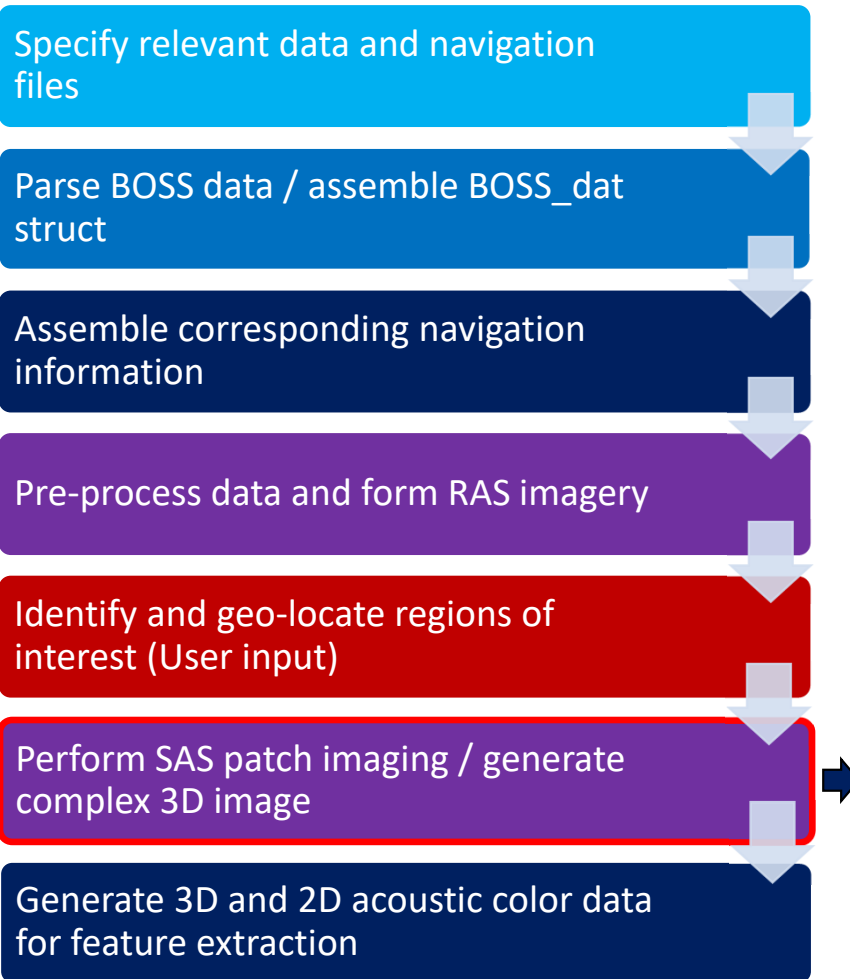 Specify relevant data and navigation
files
Parse BOSS data / assemble BOSS_dat
struct
Assemble corresponding navigation
information
Pre-process data and form RAS imagery
Identify and geo-locate regions of
interest (User input)
Perform SAS patch imaging / generate
complex 3D image
Generate 3D and 2D acoustic color data
for feature extraction